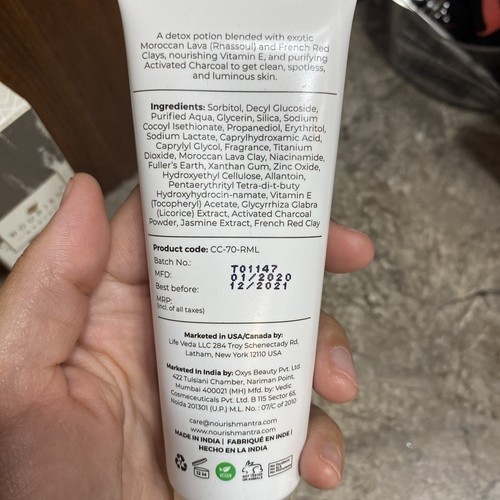 A detox potion blended with exotic
Moroccan Lava (Rhassoul) and French Red
Clays, nourishing Vitamin E, and purifying
Activated Charcoal to get clean, spotless,
and luminous skin.
Ingredients: Sorbitol, Decyl Glucoside,
Purified Aqua, Glycerin, Silica, Sodium
Cocoyl Isethionate, Propanediol, Erythritol,
Sodium Lactate, Caprylhydroxamic Acid,
Caprylyl Glycol, Fragrance, Titanium
Dioxide, Moroccan Lava Clay, Niacinamide,
Fuller's Earth, Xanthan Gum, Zinc Oxide,
Hydroxyethyl Cellulose, Allantoin,
Pentaerythrityl Tetra-di-t-buty
Hydroxyhydrocin-namate, Vitamin E
(Tocopheryl) Acetate, Glycyrrhiza Glabra
(Licorice) Extract, Activated Charcoal
Powder, Jasmine Extract, French Red Clay
Product code: CC-70-RML
Batch No.: T01147
MFD: 01/2020
Best before: 12/2021
MRP:
(Incl. of all taxes)
Marketed in USA/Canada by:
Life Veda LLC 284 Troy Schenectady Rd,
Latham, New York 12110 USA
Marketed In India by: Oxys Beauty Pvt. Ltd.
422 Tulsiani Chamber, Nariman Point,
Mumbai 400021 (MH) Mfd. by: Vedic
Cosmeceuticals Pvt. Ltd. B 115 Sector 65,
Noida 201301 (U.P.) M.L. No. : 07/C of 2010
care@nourishmantra.com
www.nourishmantra.com
MADE IN INDIA | FABRIQUÉ EN INDE |
HECHO EN LA INDIA
12 M
VEGAN